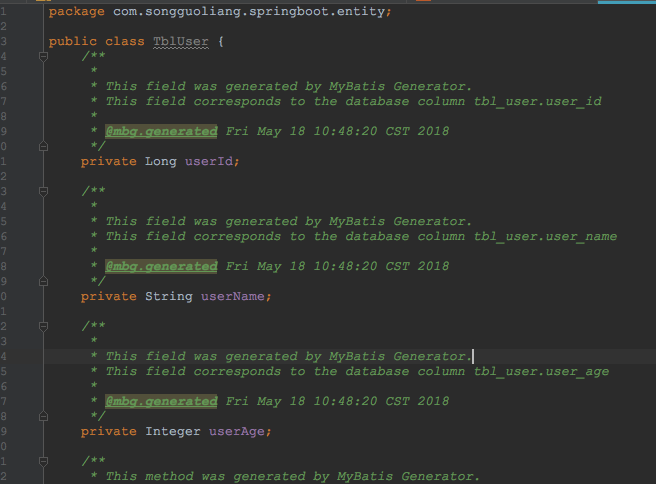 1 package com.songguoliang.springboot.entity;
2
3 public class TblUser {
4 /**
5 *
6 * This field was generated by MyBatis Generator.
7 * This field corresponds to the database column tbl_user.user_id
8 *
9 * @mbg.generated Fri May 18 10:48:20 CST 2018
0 */
1 private Long userId;
2
3 /**
4 *
5 * This field was generated by MyBatis Generator.
6 * This field corresponds to the database column tbl_user.user_name
7 *
8 * @mbg.generated Fri May 18 10:48:20 CST 2018
9 */
0 private String userName;
1
2 /**
3 *
4 * This field was generated by MyBatis Generator.
5 * This field corresponds to the database column tbl_user.user_age
6 *
7 * @mbg.generated Fri May 18 10:48:20 CST 2018
8 */
9 private Integer userAge;
0
1 /**
2 * This method was generated by MyBatis Generator.